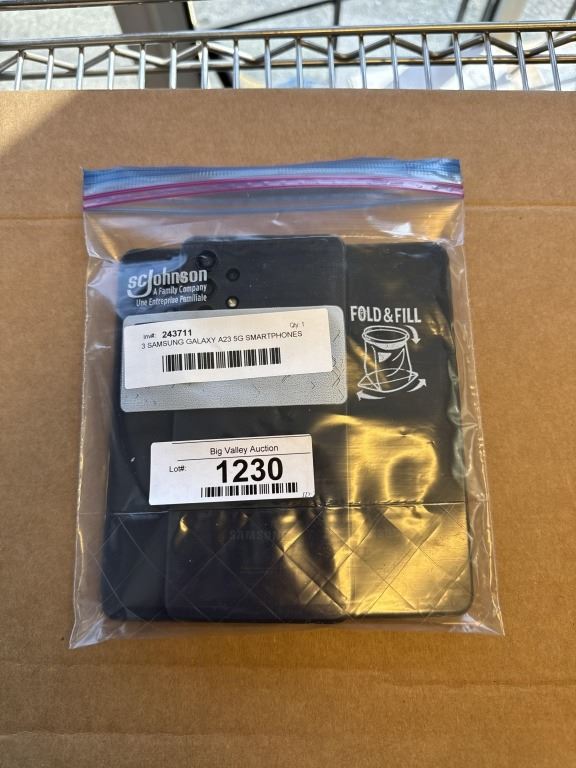 scjohnson
A Family Company
Une Entreprise Familiale
FOLD & FILL
Inv#: 243711 Qty: 1
3 SAMSUNG GALAXY A23 5G SMARTPHONES
Big Valley Auction
Lot#: 1230
SAMSUNG